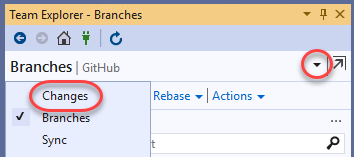 Team Explorer - Branches
Branches | GitHub
Changes
Rebase | Actions
Branches
...
Sync